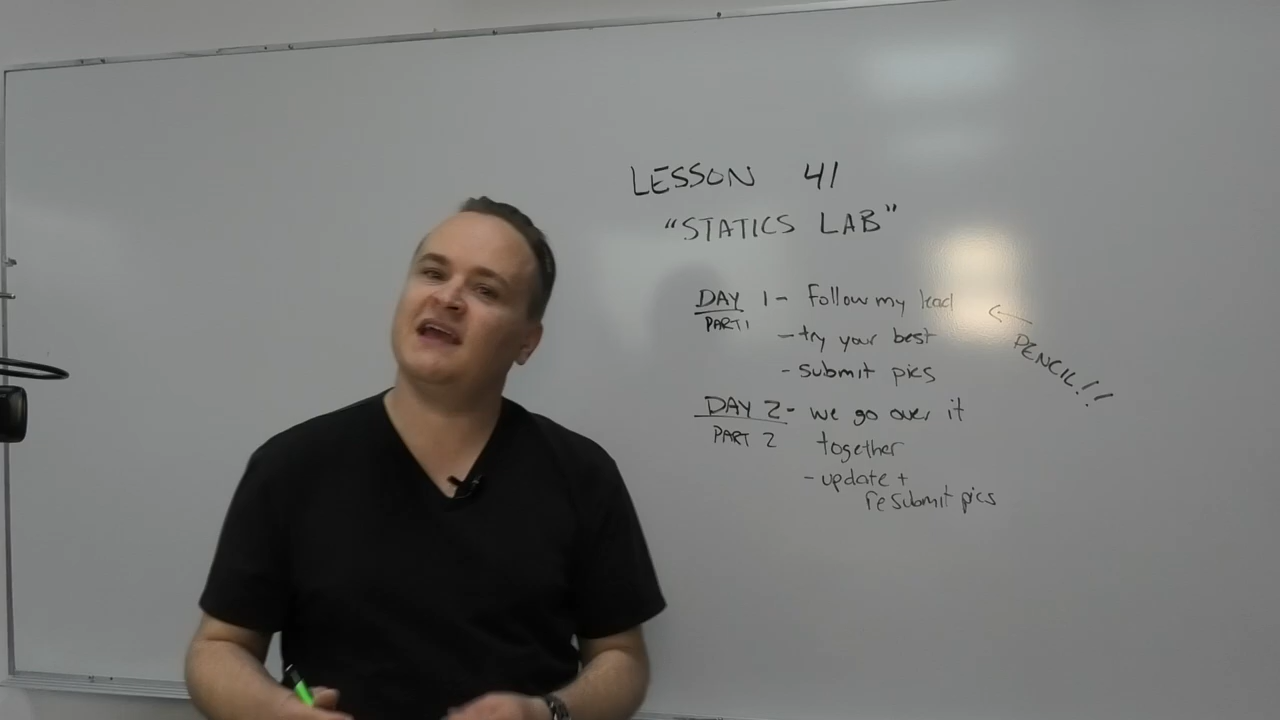 LESSON 41
"STATICS LAB"
DAY 1 - Follow my lead
PART 1
- try your best
- submit pics
PENCIL!!
DAY 2 - we go over it
PART 2 together
- update +
resubmit pics